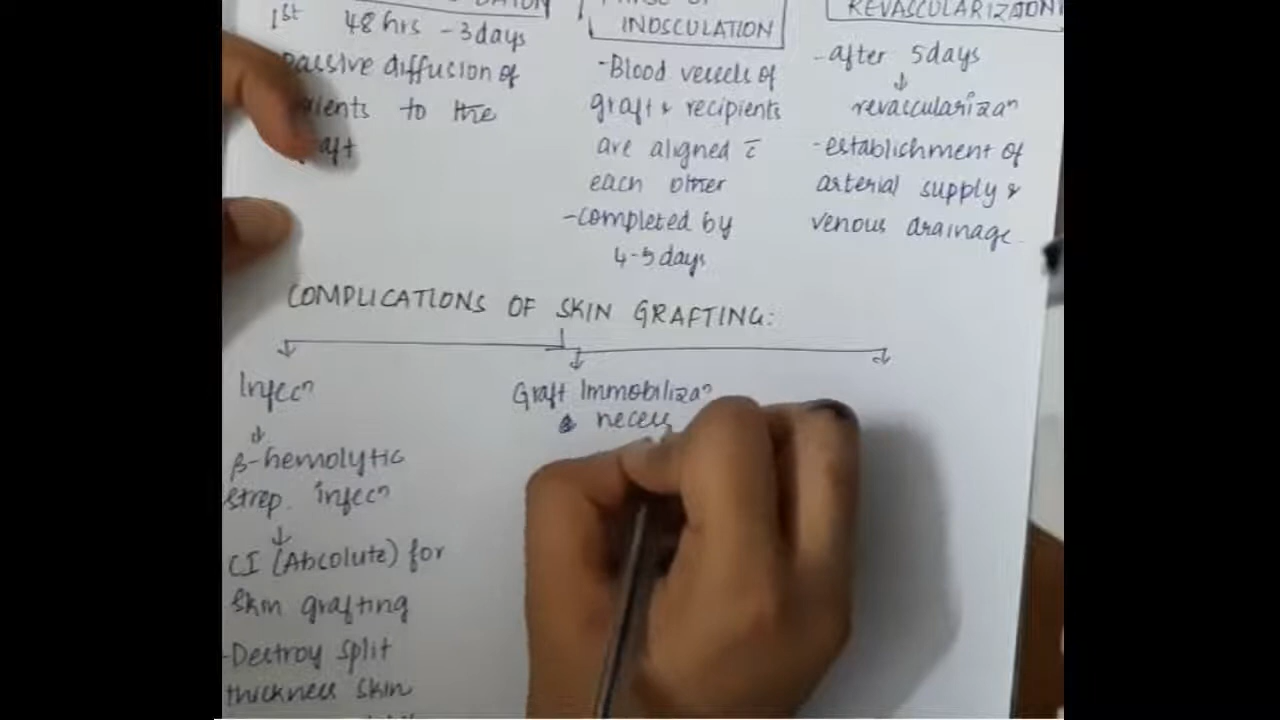 1st 48 hrs - 3 days
Passive diffusion of
to the
INOSCULATION
- Blood vessels of
graft & recipients
are aligned c̄
each other
- completed by
4-5 days
REVASCULARIZATION
- after 5 days
↓
revascularizaⁿ
- establishment of
arterial supply &
venous drainage.
COMPLICATIONS OF SKIN GRAFTING:
Infecⁿ
↓
β-hemolytic
strep. infecⁿ
↓
CI (Absolute) for
skin grafting
- Destroy split
thickness skin
Graft Immobilizaⁿ
necess